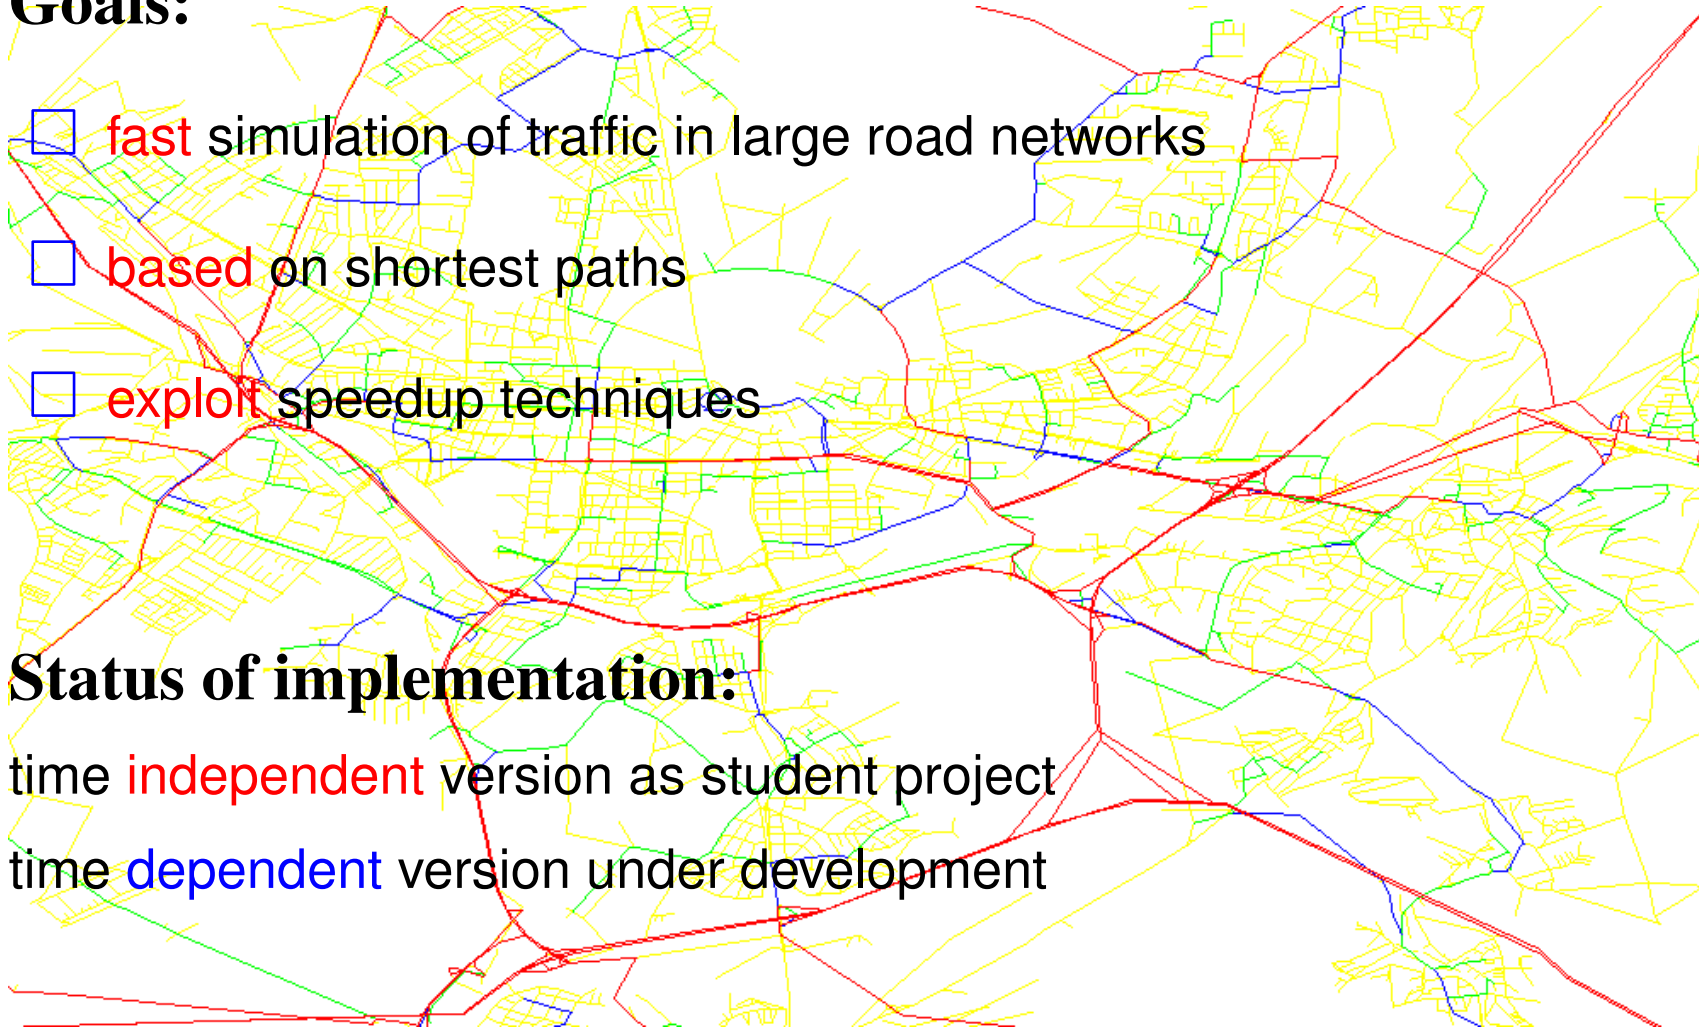 Goals:
fast simulation of traffic in large road networks
based on shortest paths
exploit speedup techniques
Status of implementation:
time independent version as student project
time dependent version under development